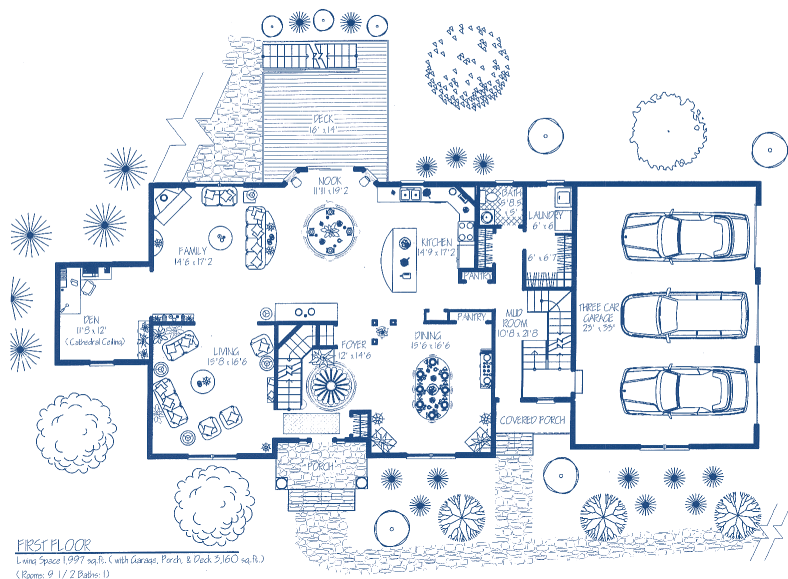 DECK
16' x 14'
NOOK
11'11 x 19'2
BATH
5'8.5
x 5'
LAUNDRY
6' x 6'
KITCHEN
14'9 x 17'2
FAMILY
14'6 x 17'2
6' x 6'7
PANTRY
DEN
11'8 x 12'
(Cathedral Ceiling)
PANTRY
MUD
ROOM
10'8 x 21'8
THREE CAR
GARAGE
23' x 33'
LIVING
15'8 x 16'6
FOYER
12' x 14'6
DINING
15'6 x 16'6
COVERED PORCH
PORCH
FIRST FLOOR
Living Space 1,997 sq.ft. ( with Garage, Porch, & Deck 3,160 sq.ft.)
( Rooms: 9 1/2 Baths: 1)